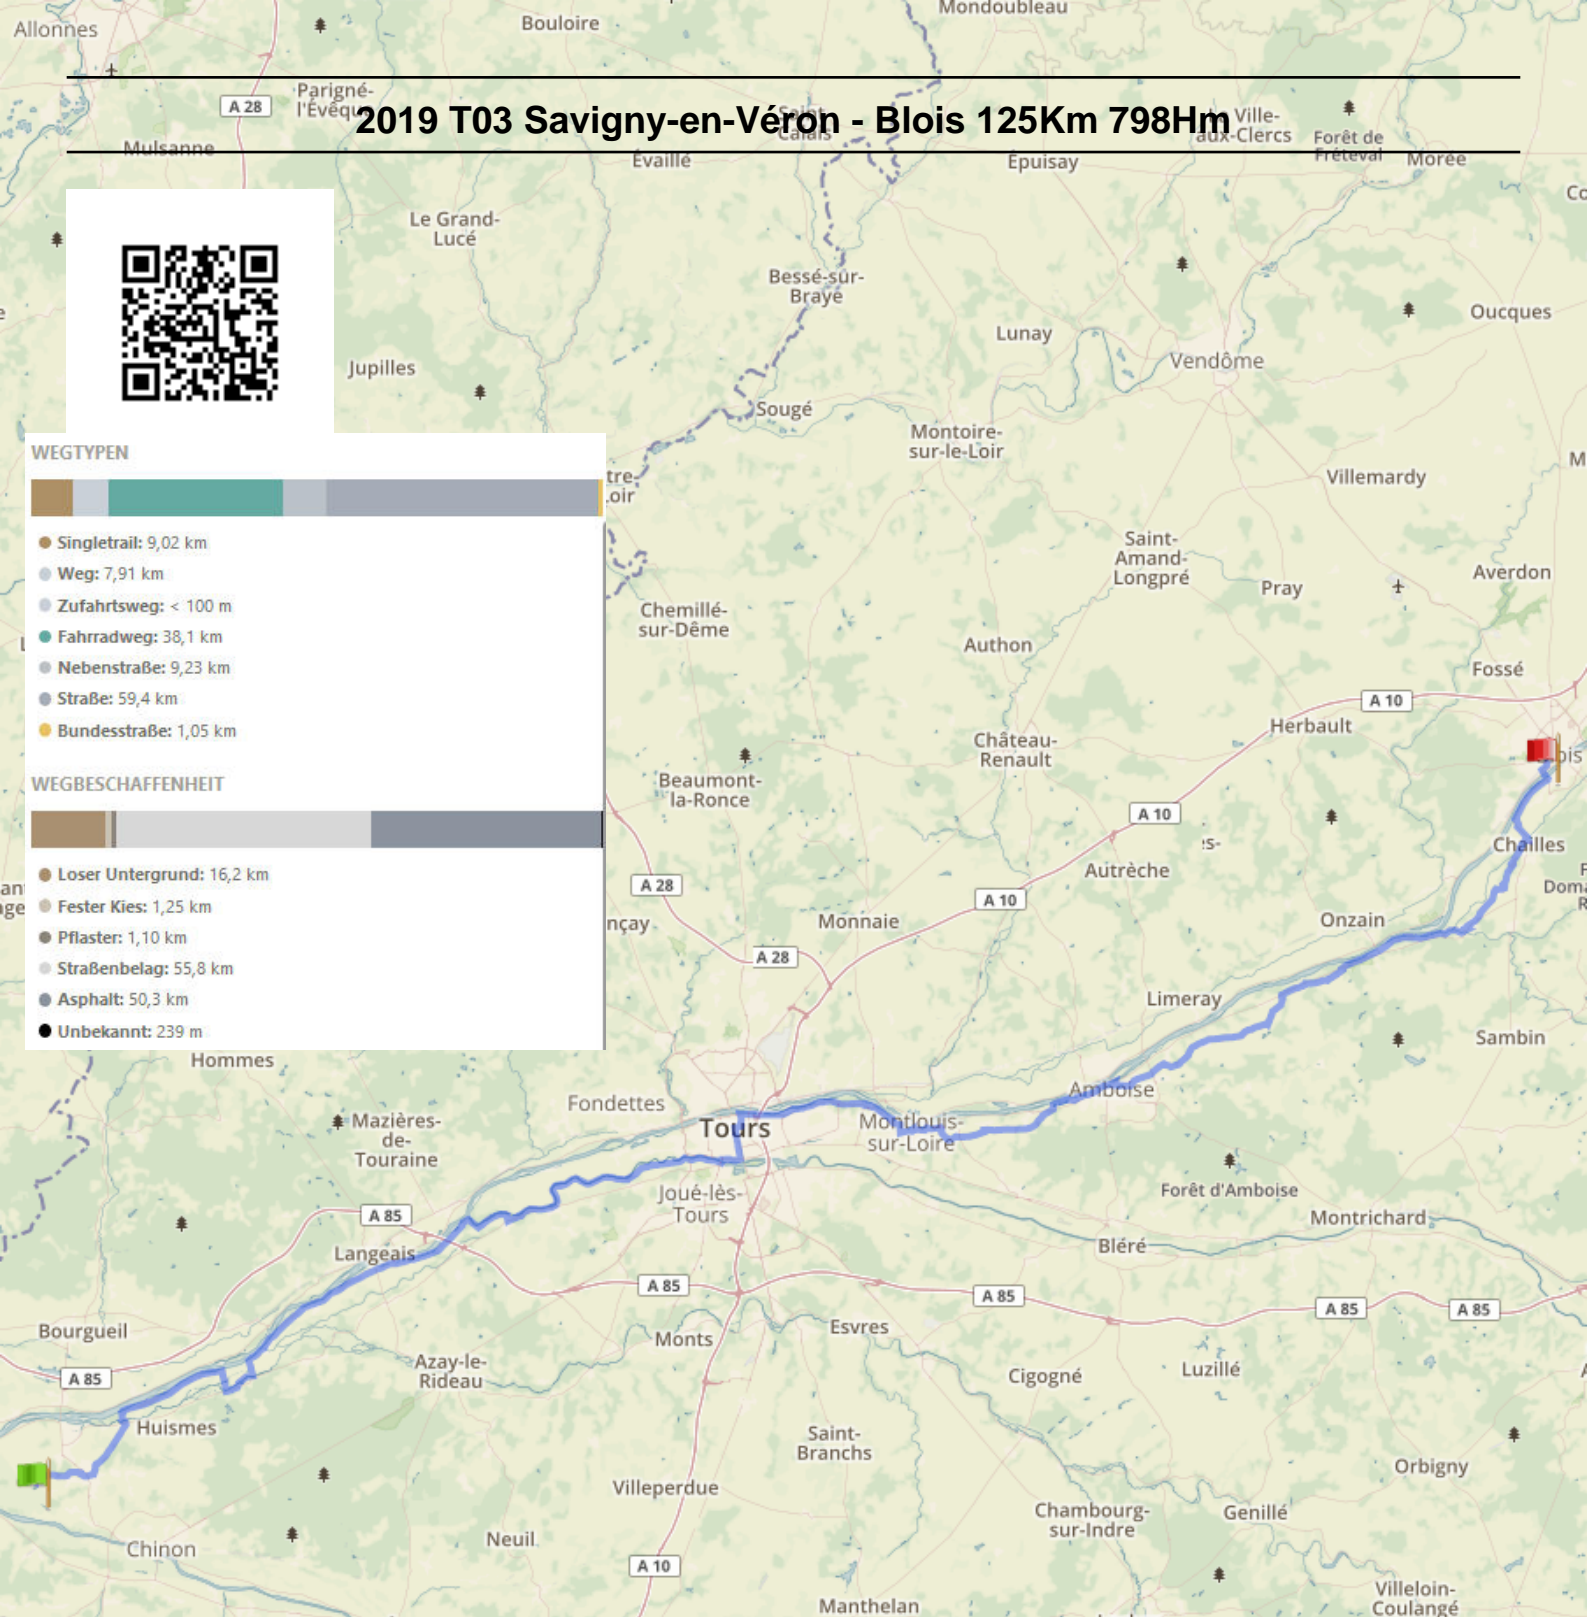 Mondoubleau
Allonnes
Bouloire
Parigné-
A 28
l'Évêque
2019 T03 Savigny-en-Véron - Blois 125Km 798Hm
Saint-
Calais
Ville-
aux-Clercs
Forêt de
Fréteval
Mulsanne
Évaillé
Épuisay
Morée
Le Grand-
Lucé
Bessé-sur-
Braye
Oucques
Lunay
Vendôme
Jupilles
Sougé
Montoire-
sur-le-Loir
WEGTYPEN
Villemardy
tre-
oir
Singletrail: 9,02 km
Weg: 7,91 km
Zufahrtsweg: < 100 m
Fahrradweg: 38,1 km
Nebenstraße: 9,23 km
Straße: 59,4 km
Bundesstraße: 1,05 km
Saint-
Amand-
Longpré
Averdon
Pray
Chemillé-
sur-Dême
Authon
Fossé
A 10
Herbault
Château-
Renault
ois
WEGBESCHAFFENHEIT
Beaumont-
la-Ronce
A 10
Chailles
Autrèche
Loser Untergrund: 16,2 km
Fester Kies: 1,25 km
Pflaster: 1,10 km
Straßenbelag: 55,8 km
Asphalt: 50,3 km
Unbekannt: 239 m
A 28
A 10
nçay
Monnaie
Onzain
A 28
Limeray
Sambin
Hommes
Amboise
Fondettes
Mazières-
de-
Touraine
Tours
Montlouis-
sur-Loire
Forêt d'Amboise
Joué-lès-
Tours
A 85
Montrichard
Langeais
Bléré
A 85
A 85
A 85
A 85
Bourgueil
Monts
Esvres
Azay-le-
Rideau
Cigogné
Luzillé
A 85
Huismes
Saint-
Branchs
Orbigny
Villeperdue
Chambourg-
sur-Indre
Genillé
Chinon
Neuil
A 10
Villeloin-
Coulangé
Manthelan